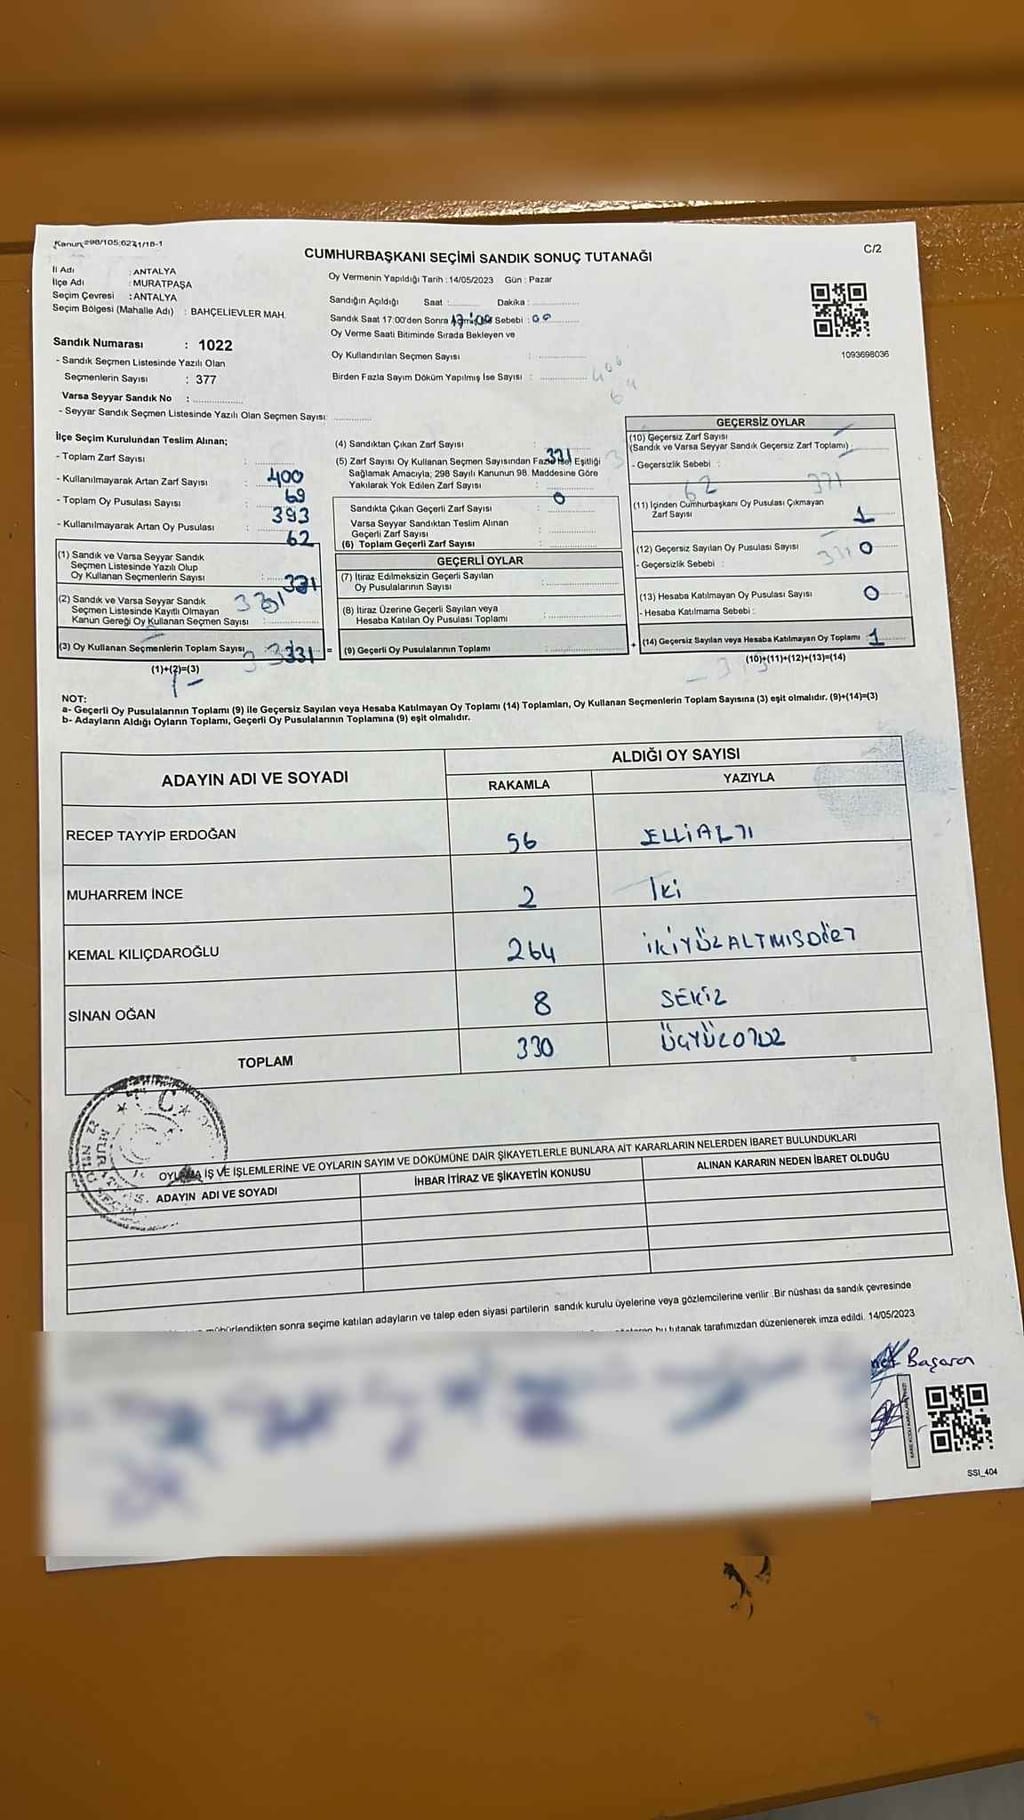 Kanun 298/105;6271/18-1
C/2
CUMHURBAŞKANI SEÇİMİ SANDIK SONUÇ TUTANAĞI
İl Adı : ANTALYA
İlçe Adı : MURATPAŞA
Seçim Çevresi : ANTALYA
Seçim Bölgesi (Mahalle Adı) : BAHÇELİEVLER MAH.
Oy Vermenin Yapıldığı Tarih : 14/05/2023 Gün : Pazar
Sandığın Açıldığı Saat : Dakika :
Sandık Saat 17:00'den Sonra Sebebi :
Oy Verme Saati Bitiminde Sırada Bekleyen ve
Oy Kullandırılan Seçmen Sayısı :
Birden Fazla Sayım Döküm Yapılmış İse Sayısı :
1093698036
Sandık Numarası : 1022
- Sandık Seçmen Listesinde Yazılı Olan
Seçmenlerin Sayısı : 377
Varsa Seyyar Sandık No :
- Seyyar Sandık Seçmen Listesinde Yazılı Olan Seçmen Sayısı:
İlçe Seçim Kurulundan Teslim Alınan;
- Toplam Zarf Sayısı : 400
- Kullanılmayarak Artan Zarf Sayısı : 69
- Toplam Oy Pusulası Sayısı : 393
- Kullanılmayarak Artan Oy Pusulası : 62
(1) Sandık ve Varsa Seyyar Sandık
Seçmen Listesinde Yazılı Olup
Oy Kullanan Seçmenlerin Sayısı :
(2) Sandık ve Varsa Seyyar Sandık
Seçmen Listesinde Kayıtlı Olmayan
Kanun Gereği Oy Kullanan Seçmen Sayısı :
(3) Oy Kullanan Seçmenlerin Toplam Sayısı 331
(1)+(2)=(3)
(4) Sandıktan Çıkan Zarf Sayısı :
(5) Zarf Sayısı Oy Kullanan Seçmen Sayısından Fazla İse, Eşitliği
Sağlamak Amacıyla; 298 Sayılı Kanunun 98. Maddesine Göre
Yakılarak Yok Edilen Zarf Sayısı : 0
Sandıkta Çıkan Geçerli Zarf Sayısı :
Varsa Seyyar Sandıktan Teslim Alınan
Geçerli Zarf Sayısı :
(6) Toplam Geçerli Zarf Sayısı :
GEÇERLİ OYLAR
(7) İtiraz Edilmeksizin Geçerli Sayılan
Oy Pusulalarının Sayısı :
(8) İtiraz Üzerine Geçerli Sayılan veya
Hesaba Katılan Oy Pusulası Toplamı :
= (9) Geçerli Oy Pusulalarının Toplamı :
GEÇERSİZ OYLAR
(10) Geçersiz Zarf Sayısı
(Sandık ve Varsa Seyyar Sandık Geçersiz Zarf Toplamı)
- Geçersizlik Sebebi :
(11) İçinden Cumhurbaşkanı Oy Pusulası Çıkmayan
Zarf Sayısı 1
(12) Geçersiz Sayılan Oy Pusulası Sayısı : 0
- Geçersizlik Sebebi :
(13) Hesaba Katılmayan Oy Pusulası Sayısı : 0
- Hesaba Katılmama Sebebi :
+ (14) Geçersiz Sayılan veya Hesaba Katılmayan Oy Toplamı : 1
(10)+(11)+(12)+(13)=(14)
NOT:
a- Geçerli Oy Pusulalarının Toplamı (9) ile Geçersiz Sayılan veya Hesaba Katılmayan Oy Toplamı (14) Toplamları, Oy Kullanan Seçmenlerin Toplam Sayısına (3) eşit olmalıdır. (9)+(14)=(3)
b- Adayların Aldığı Oyların Toplamı, Geçerli Oy Pusulalarının Toplamına (9) eşit olmalıdır.
ADAYIN ADI VE SOYADI
ALDIĞI OY SAYISI
RAKAMLA YAZIYLA
RECEP TAYYİP ERDOĞAN 56 ELLİALTI
MUHARREM İNCE 2 İki
KEMAL KILIÇDAROĞLU 264 İKİYÜZALTMIŞDÖRT
SİNAN OĞAN 8 SEKİZ
TOPLAM 330 ÜÇYÜZOTUZ
OYLAMA İŞ VE İŞLEMLERİNE VE OYLARIN SAYIM VE DÖKÜMÜNE DAİR ŞİKAYETLERLE BUNLARA AİT KARARLARIN NELERDEN İBARET BULUNDUKLARI
ADAYIN ADI VE SOYADI İHBAR İTİRAZ VE ŞİKAYETİN KONUSU ALINAN KARARIN NEDEN İBARET OLDUĞU
mühürlendikten sonra seçime katılan adayların ve talep eden siyasi partilerin sandık kurulu üyelerine veya gözlemcilerine verilir .Bir nüshası da sandık çevresinde
bu tutanak tarafımızdan düzenlenerek imza edildi. 14/05/2023
Başaran
SSI_404